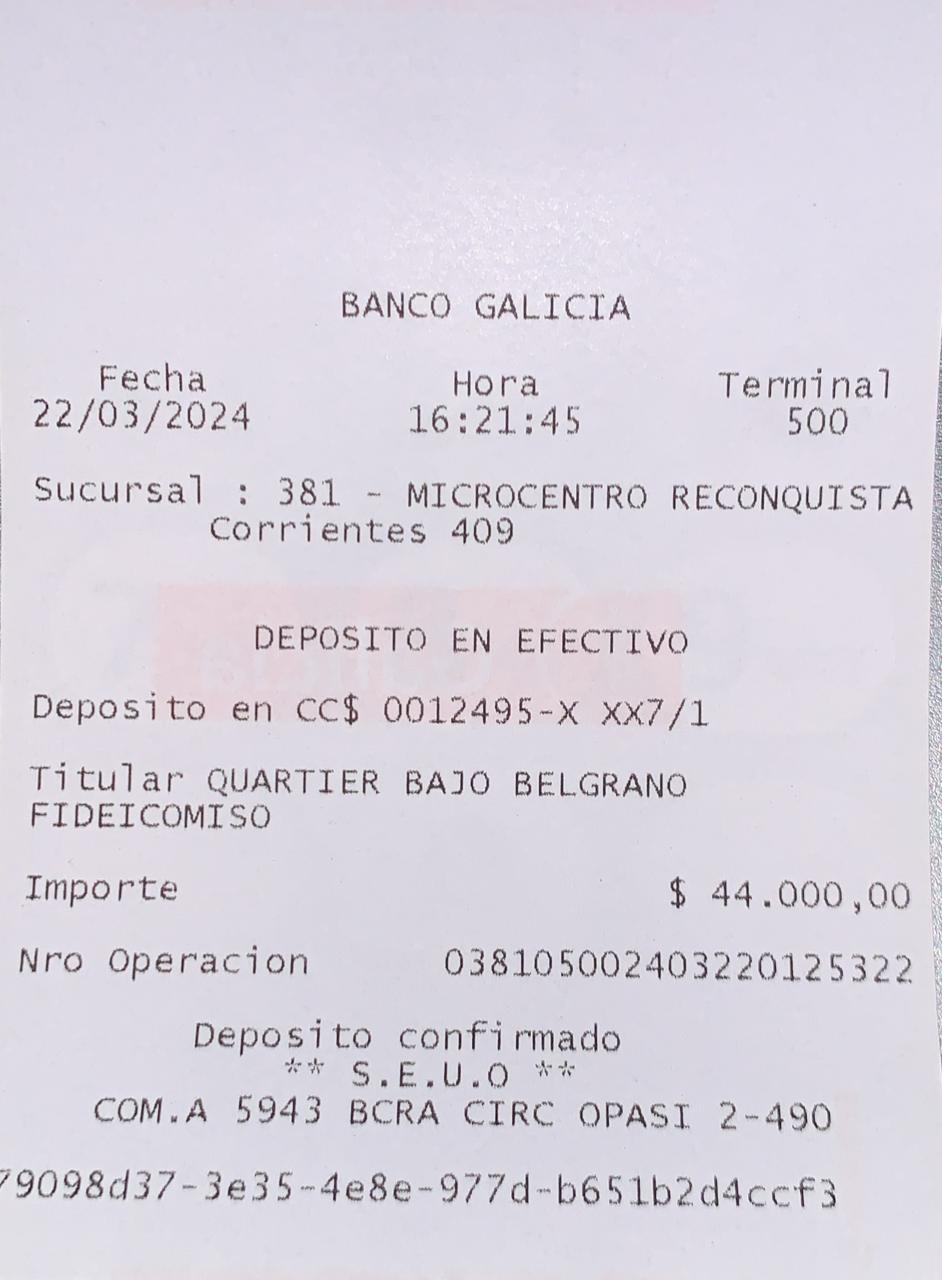 BANCO GALICIA
Fecha Hora Terminal
22/03/2024 16:21:45 500
Sucursal : 381 - MICROCENTRO RECONQUISTA
Corrientes 409
DEPOSITO EN EFECTIVO
Deposito en CC$ 0012495-X XX7/1
Titular QUARTIER BAJO BELGRANO
FIDEICOMISO
Importe $ 44.000,00
Nro Operacion 038105002403220125322
Deposito confirmado
** S.E.U.O **
COM.A 5943 BCRA CIRC OPASI 2-490
79098d37-3e35-4e8e-977d-b651b2d4ccf3